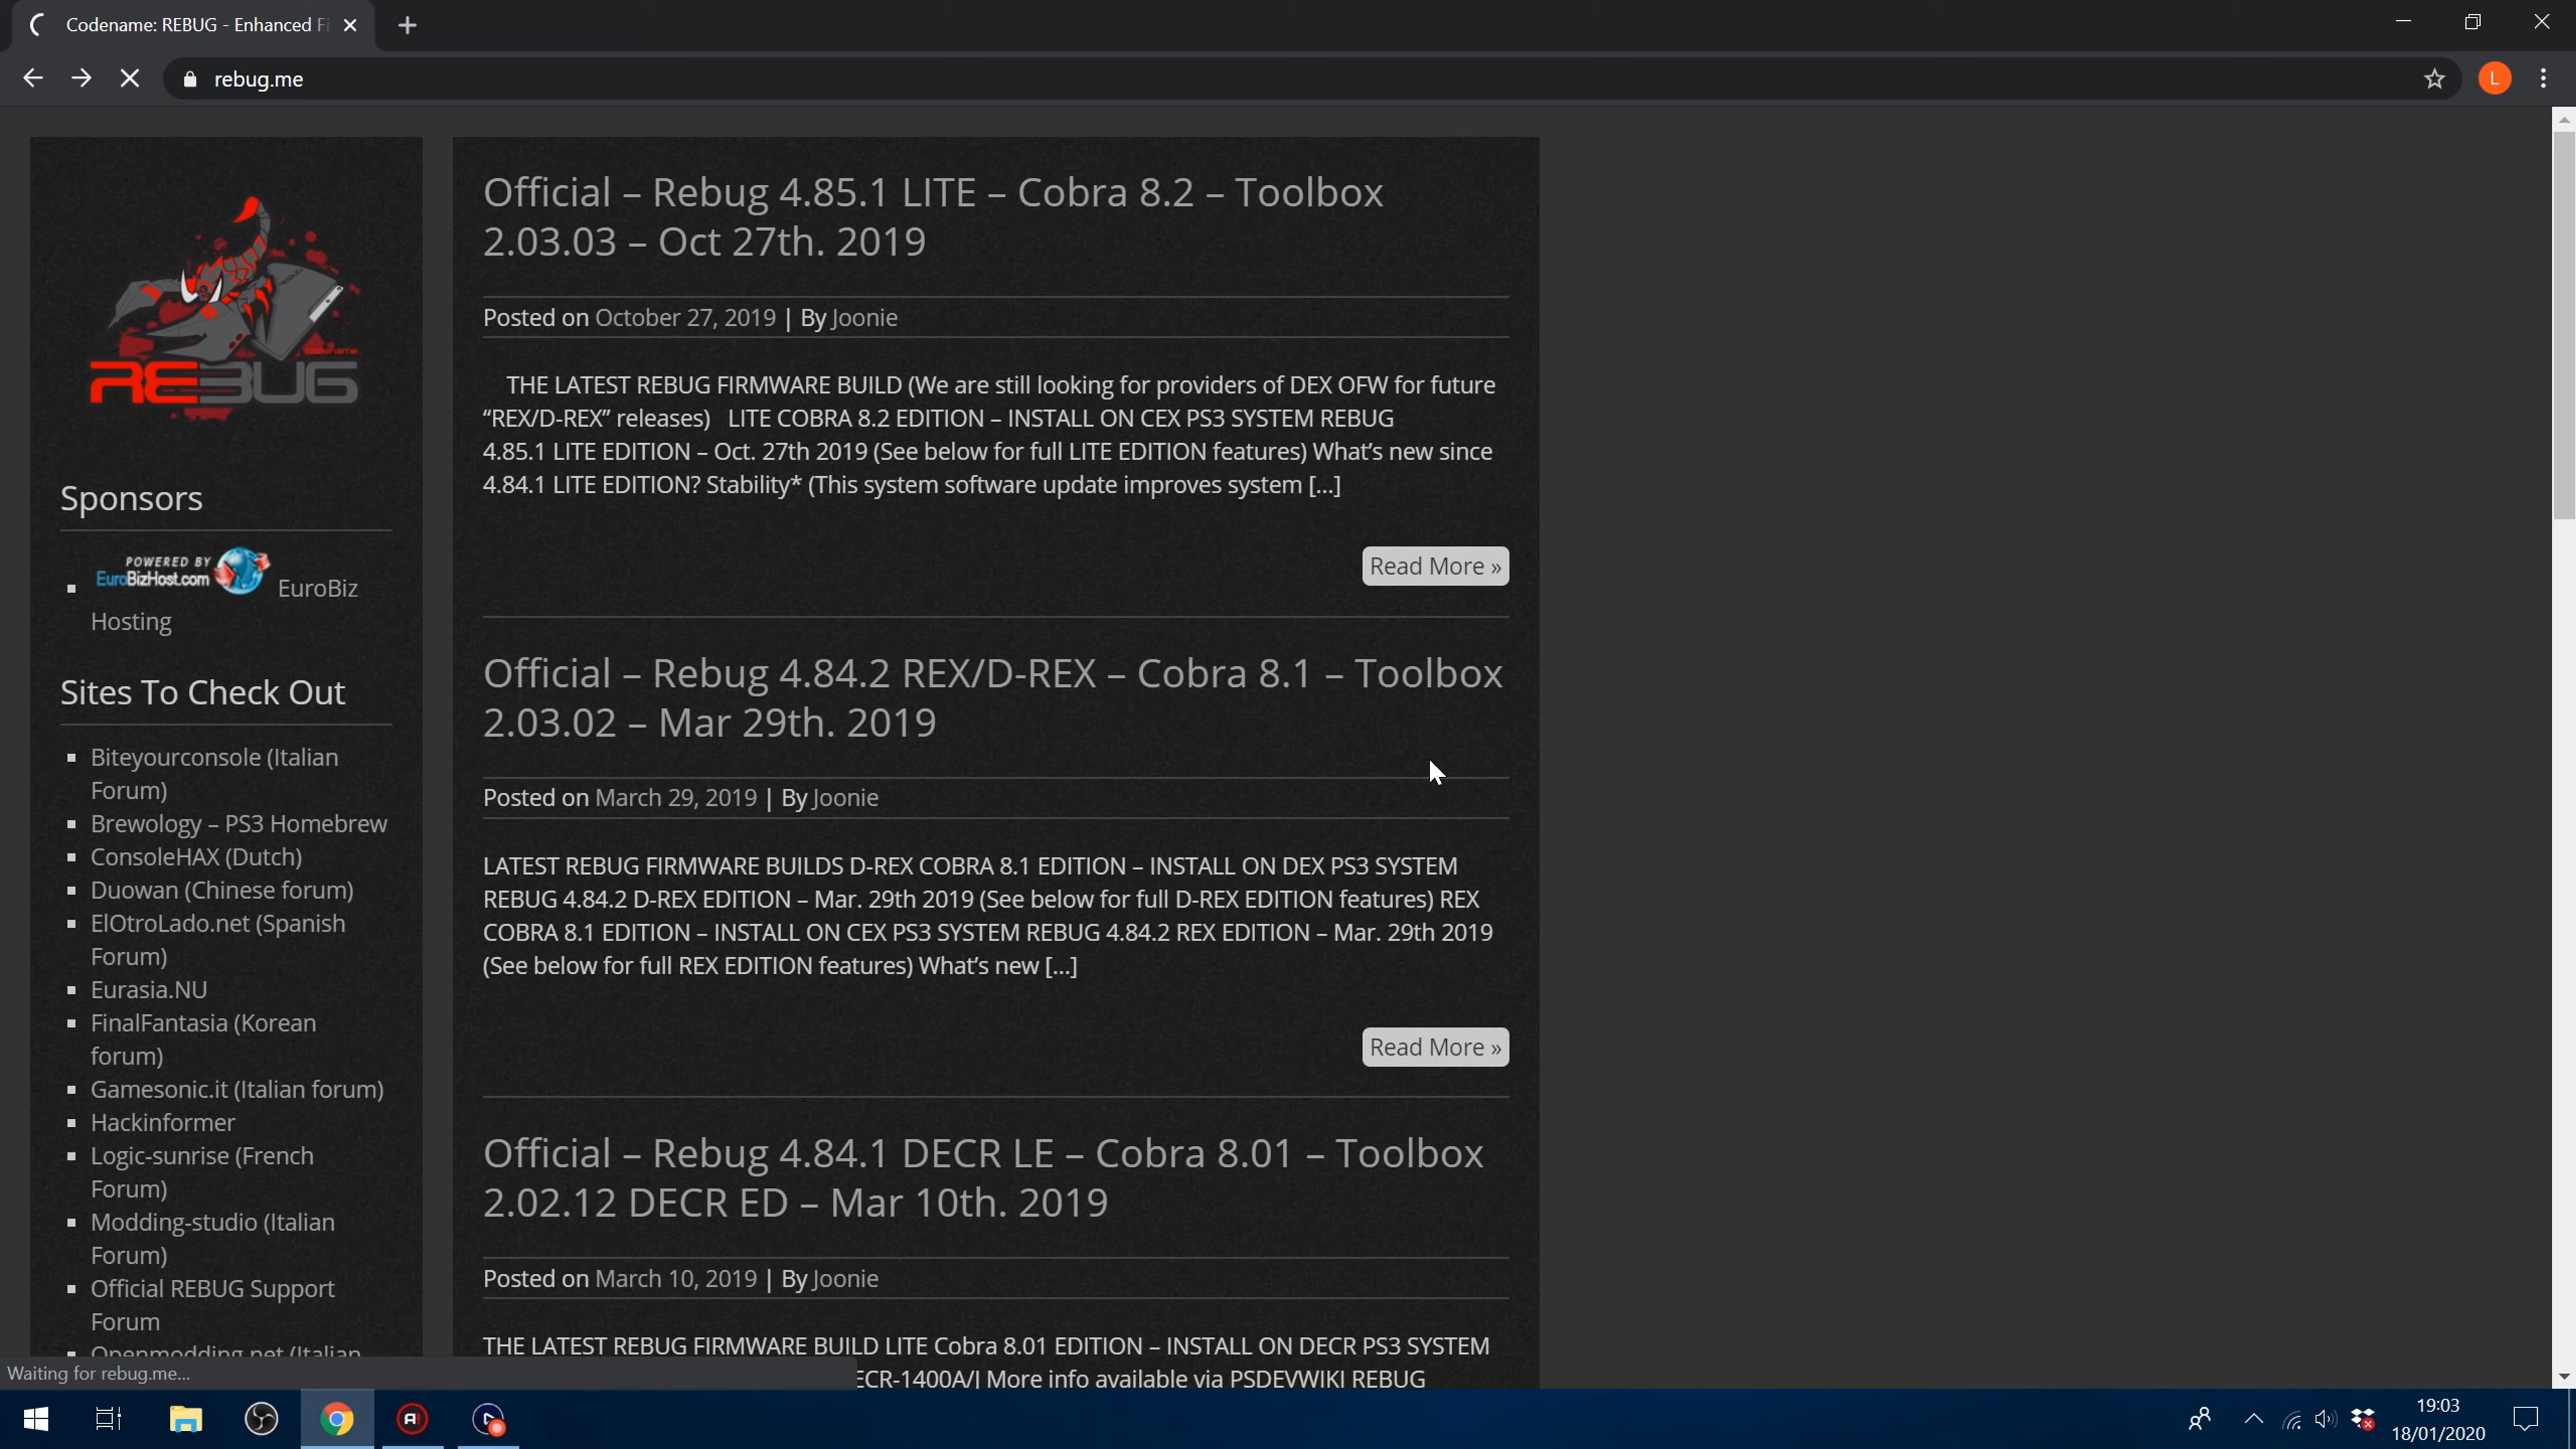 Codename: REBUG - Enhanced Fi
rebug.me
L
REBUG
Sponsors
POWERED BY
EuroBizHost.com
EuroBiz
Hosting
Sites To Check Out
Biteyourconsole (Italian
Forum)
Brewology – PS3 Homebrew
ConsoleHAX (Dutch)
Duowan (Chinese forum)
ElOtroLado.net (Spanish
Forum)
Eurasia.NU
FinalFantasia (Korean
forum)
Gamesonic.it (Italian forum)
Hackinformer
Logic-sunrise (French
Forum)
Modding-studio (Italian
Forum)
Official REBUG Support
Forum
Openmodding.net (Italian
Official – Rebug 4.85.1 LITE – Cobra 8.2 – Toolbox
2.03.03 – Oct 27th. 2019
Posted on October 27, 2019 | By Joonie
THE LATEST REBUG FIRMWARE BUILD (We are still looking for providers of DEX OFW for future
“REX/D-REX” releases) LITE COBRA 8.2 EDITION – INSTALL ON CEX PS3 SYSTEM REBUG
4.85.1 LITE EDITION – Oct. 27th 2019 (See below for full LITE EDITION features) What’s new since
4.84.1 LITE EDITION? Stability* (This system software update improves system [...]
Read More »
Official – Rebug 4.84.2 REX/D-REX – Cobra 8.1 – Toolbox
2.03.02 – Mar 29th. 2019
Posted on March 29, 2019 | By Joonie
LATEST REBUG FIRMWARE BUILDS D-REX COBRA 8.1 EDITION – INSTALL ON DEX PS3 SYSTEM
REBUG 4.84.2 D-REX EDITION – Mar. 29th 2019 (See below for full D-REX EDITION features) REX
COBRA 8.1 EDITION – INSTALL ON CEX PS3 SYSTEM REBUG 4.84.2 REX EDITION – Mar. 29th 2019
(See below for full REX EDITION features) What’s new [...]
Read More »
Official – Rebug 4.84.1 DECR LE – Cobra 8.01 – Toolbox
2.02.12 DECR ED – Mar 10th. 2019
Posted on March 10, 2019 | By Joonie
THE LATEST REBUG FIRMWARE BUILD LITE Cobra 8.01 EDITION – INSTALL ON DECR PS3 SYSTEM
ECR-1400A/J More info available via PSDEVWIKI REBUG
Waiting for rebug.me...
19:03
18/01/2020